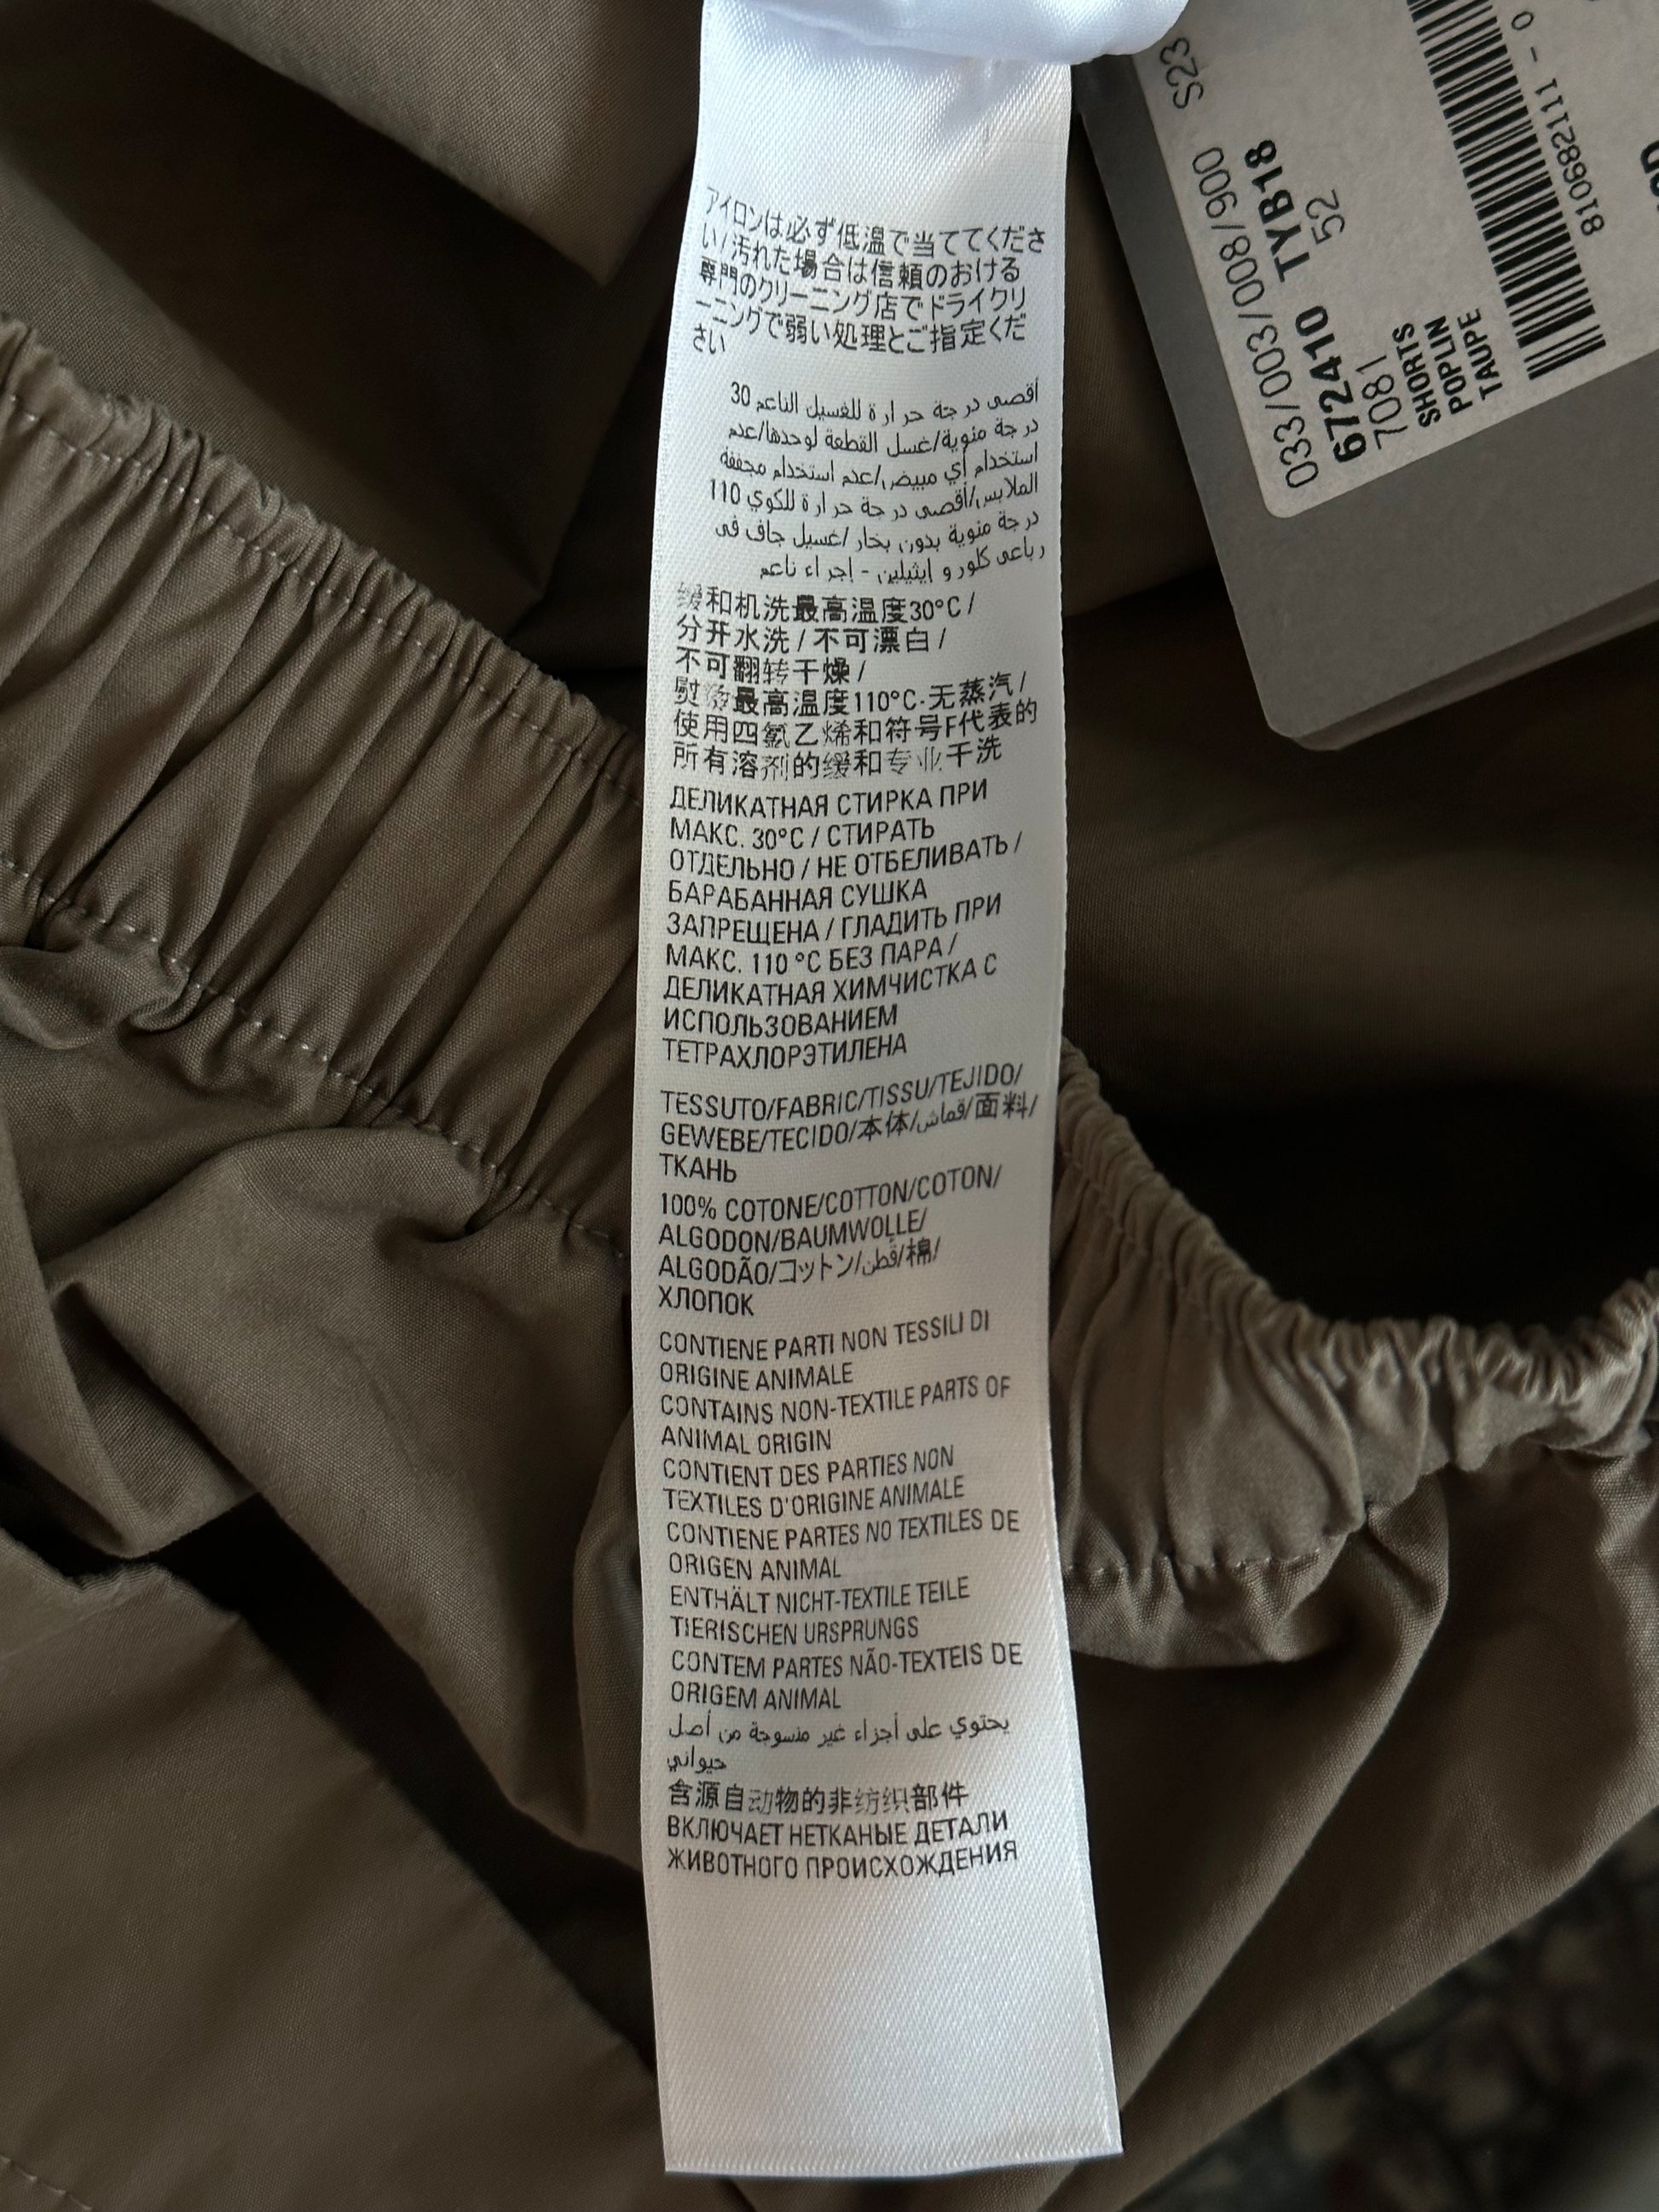 アイロンは必ず低温で当ててくださ
い/汚れた場合は信頼のおける
専門のクリーニング店でドライクリ
ーニングで弱い処理とご指定くだ
さい
أقصى درجة حرارة للغسيل الناعم 30
درجة منوية/غسل القطعة لوحدها/عدم
استخدام أي مبيض/عدم استخدام مجففة
الملابس/أقصى درجة حرارة للكوي 110
درجة منوية بدون بخار /غسيل جاف فى
رباعى كلور و إيثيلين - إجراء ناعم
缓和机洗最高温度30°C /
分开水洗 / 不可漂白 /
不可翻转干燥 /
熨烫最高温度110°C-无蒸汽 /
使用四氯乙烯和符号F代表的
所有溶剂的缓和专业干洗
ДЕЛИКАТНАЯ СТИРКА ПРИ
МАКС. 30°C / СТИРАТЬ
ОТДЕЛЬНО / НЕ ОТБЕЛИВАТЬ /
БАРАБАННАЯ СУШКА
ЗАПРЕЩЕНА / ГЛАДИТЬ ПРИ
МАКС. 110 °C БЕЗ ПАРА /
ДЕЛИКАТНАЯ ХИМЧИСТКА С
ИСПОЛЬЗОВАНИЕМ
ТЕТРАХЛОРЭТИЛЕНА
TESSUTO/FABRIC/TISSU/TEJIDO/
GEWEBE/TECIDO/本体/قماش/面料/
ТКАНЬ
100% COTONE/COTTON/COTON/
ALGODON/BAUMWOLLE/
ALGODÃO/コットン/قطن/棉/
ХЛОПОК
CONTIENE PARTI NON TESSILI DI
ORIGINE ANIMALE
CONTAINS NON-TEXTILE PARTS OF
ANIMAL ORIGIN
CONTIENT DES PARTIES NON
TEXTILES D'ORIGINE ANIMALE
CONTIENE PARTES NO TEXTILES DE
ORIGEN ANIMAL
ENTHÄLT NICHT-TEXTILE TEILE
TIERISCHEN URSPRUNGS
CONTEM PARTES NÃO-TEXTEIS DE
ORIGEM ANIMAL
يحتوي على أجزاء غير منسوجة من أصل
حيواني
含源自动物的非纺织部件
ВКЛЮЧАЕТ НЕТКАНЫЕ ДЕТАЛИ
ЖИВОТНОГО ПРОИСХОЖДЕНИЯ
033/003/008/900 S23
672410 TYB18
7081 52
SHORTS
POPLIN
TAUPE
810682111 - 0